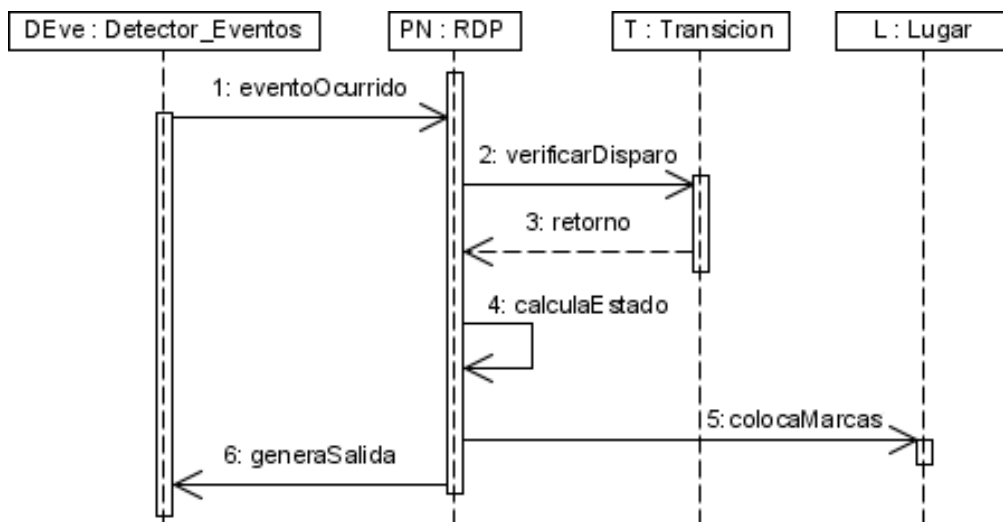 DEve : Detector_Eventos
PN : RDP
T : Transicion
L : Lugar
1: eventoOcurrido
2: verificarDisparo
3: retorno
4: calculaEstado
5: colocaMarcas
6: generaSalida